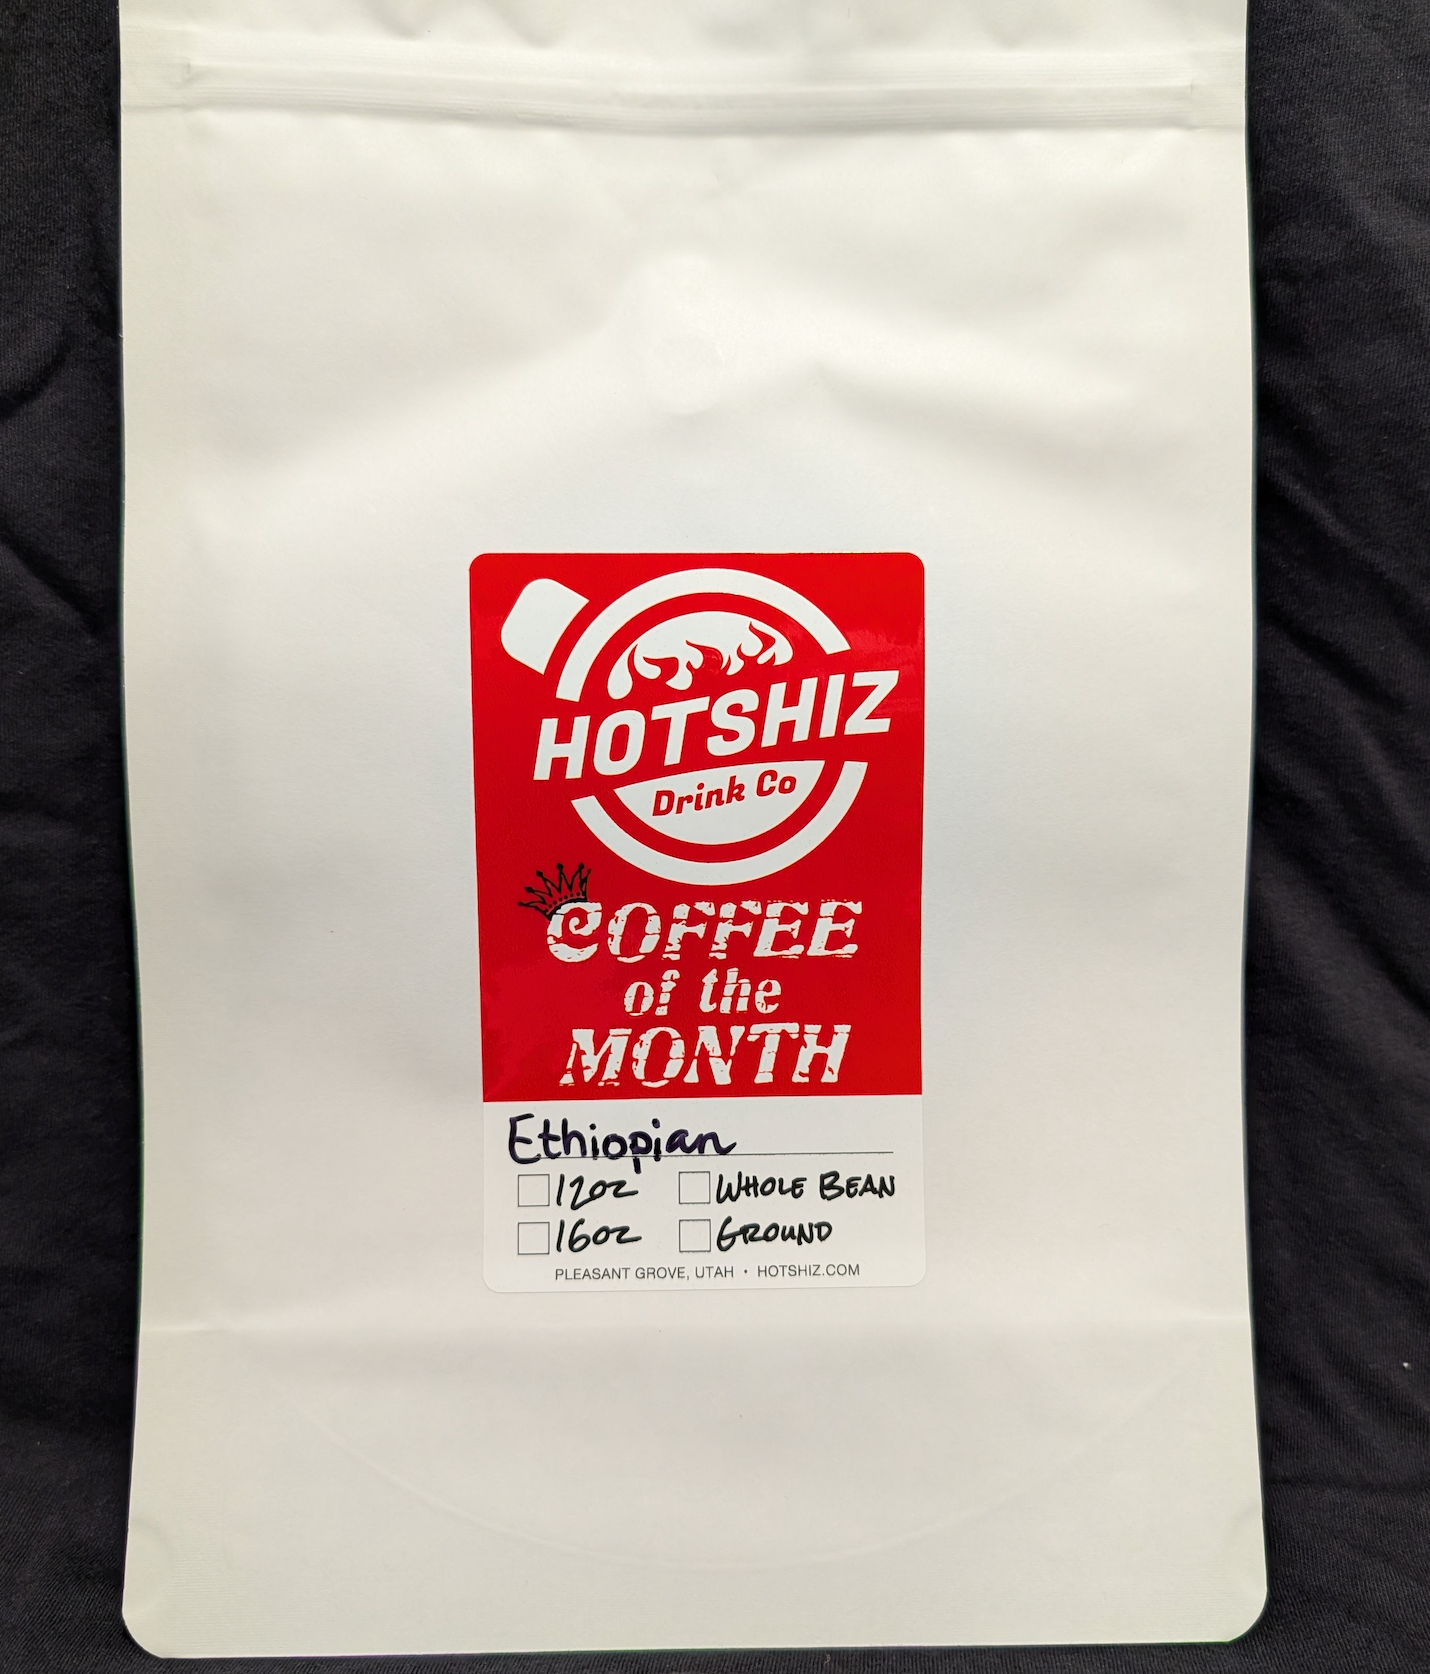 HOTSHIZ
Drink Co
COFFEE
of the
MONTH
Ethiopian
12oz WHOLE BEAN
16oz GROUND
PLEASANT GROVE, UTAH • HOTSHIZ.COM